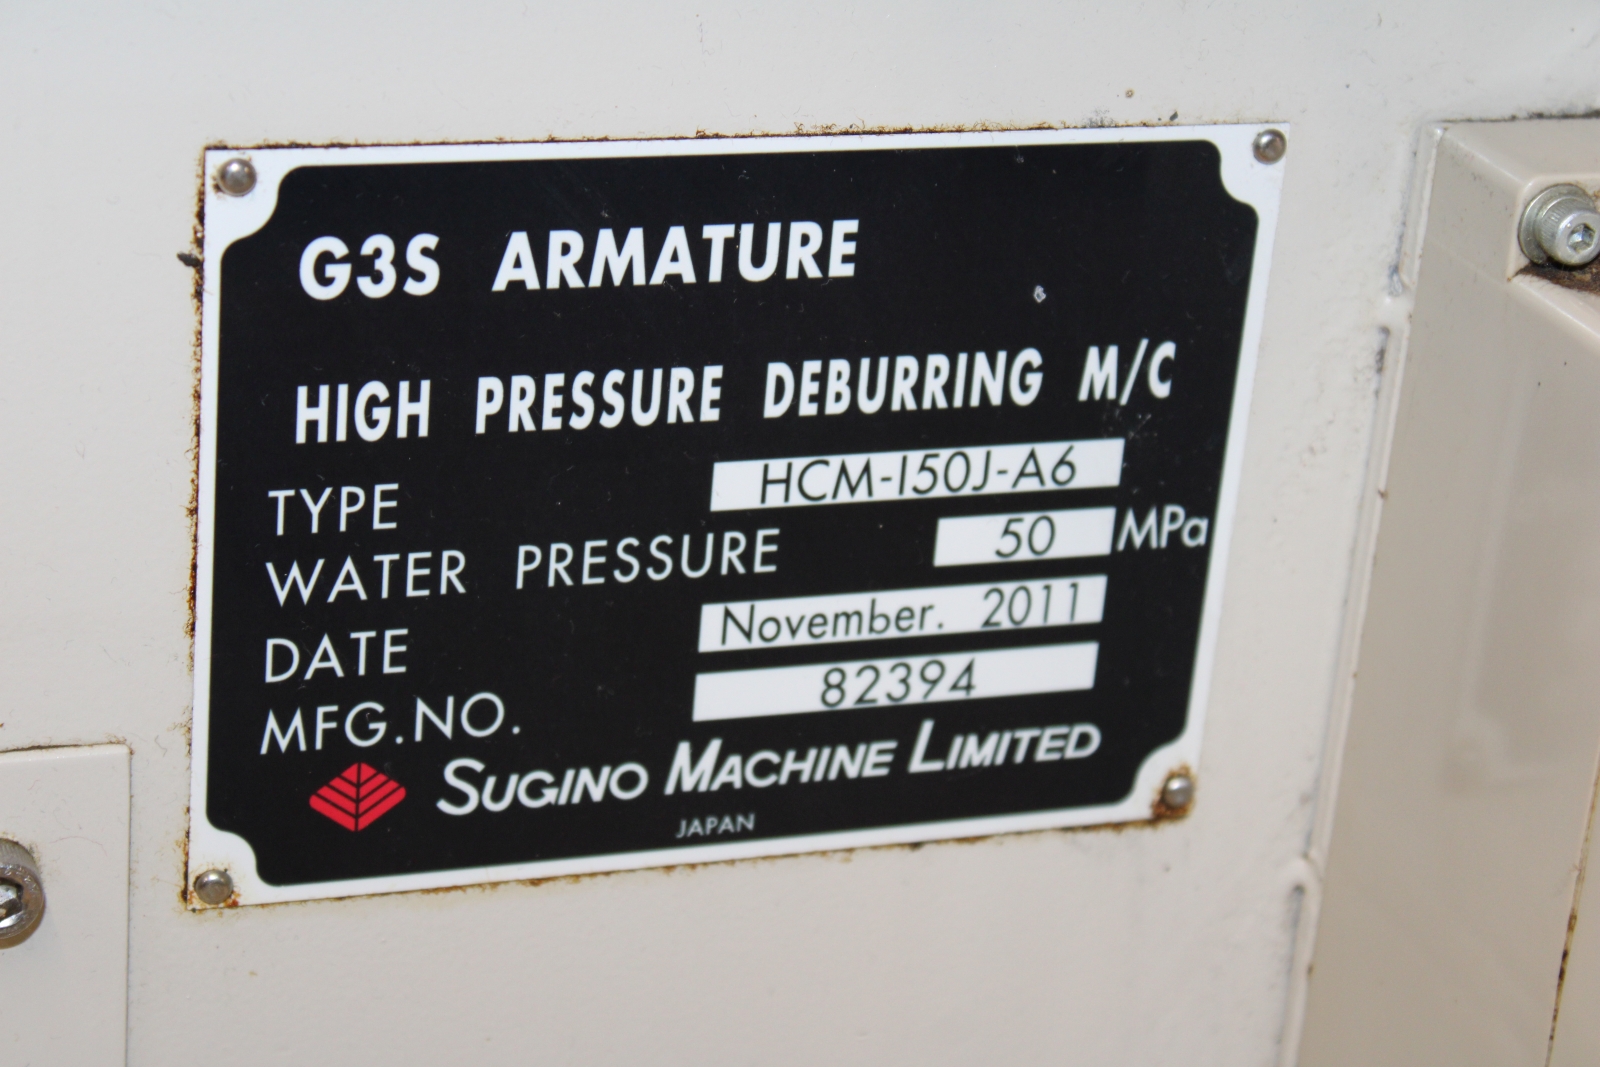 G3S ARMATURE
HIGH PRESSURE DEBURRING M/C
TYPE HCM-150J-A6
WATER PRESSURE 50 MPa
DATE November. 2011
MFG.NO. 82394
SUGINO MACHINE LIMITED
JAPAN